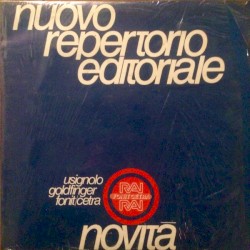 nuovo
repertorio
editoriale
usignolo
goldfinger
fonit/cetra
RAI
RAI
novità